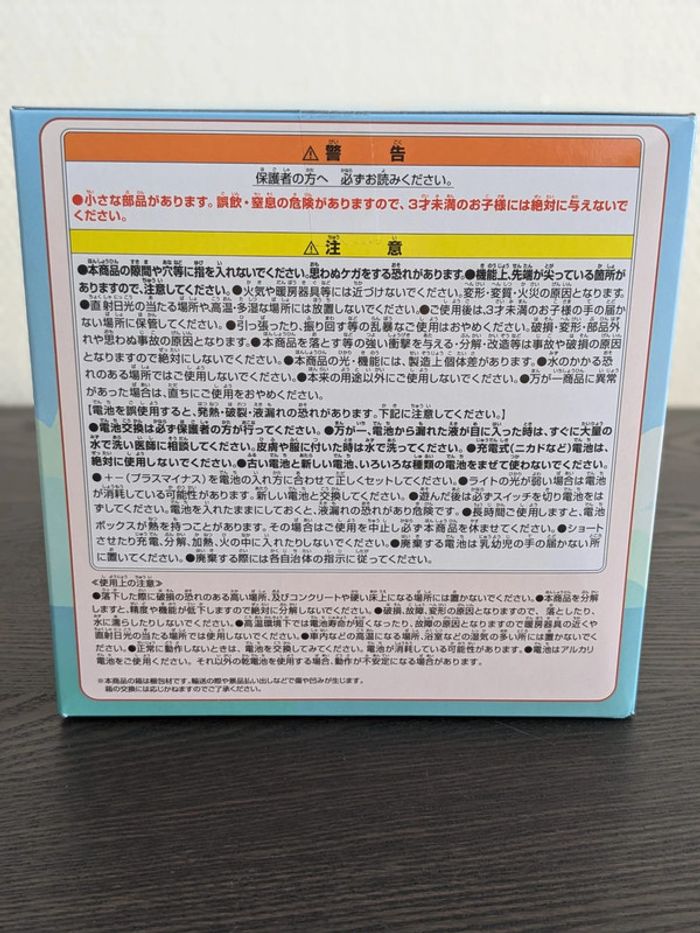 ⚠警告
保護者の方へ 必ずお読みください。
●小さな部品があります。誤飲・窒息の危険がありますので、3才未満のお子様には絶対に与えないで
ください。
⚠注意
●本商品の隙間や穴等に指を入れないでください。思わぬケガをする恐れがあります。●機能上、先端が尖っている箇所が
ありますので、注意してください。●火気や暖房器具等には近づけないでください。変形・変質・火災の原因となります。
●直射日光の当たる場所や、高温・多湿な場所には放置しないでください。●ご使用後は、3才未満のお子様の手の届か
ない場所に保管してください。●引っ張ったり、振り回す等の乱暴なご使用はおやめください。破損・変形・部品外
れや思わぬ事故の原因となります。●本商品を落とす等の強い衝撃を与える・分解・改造等は事故や破損の原因
となりますので絶対にしないでください。●本商品の光・機能には、製造上個体差があります。●水のかかる恐
れのある場所ではご使用しないでください。●本来の用途以外にご使用しないでください。●万が一商品に異常
があった場合は、直ちにご使用をおやめください。
【電池を誤使用すると、発熱・破裂・液漏れの恐れがあります。下記に注意してください。】
●電池交換は必ず保護者の方が行ってください。●万が一、電池から漏れた液が目に入った時は、すぐに大量の
水で洗い医師に相談してください。皮膚や服に付いた時は水で洗ってください。●充電式(ニカドなど)電池は、
絶対に使用しないでください。●古い電池と新しい電池、いろいろな種類の電池をまぜて使わないでください。
●+-(プラスマイナス)を電池の入れ方に合わせて正しくセットしてください。●ライトの光が弱い場合は電池
が消耗している可能性があります。新しい電池と交換してください。●遊んだ後は必ずスイッチを切り電池をは
ずしてください。電池を入れたままにしておくと、液漏れの恐れがあり危険です。●長時間ご使用しますと、電池
ボックスが熱を持つことがあります。その場合はご使用を中止し必ず本商品を休ませてください。●ショート
させたり充電、破分解、加熱、火の中に入れたりしないでください。●廃棄する電池は乳幼児の手の届かない所
に置いてください。●廃棄する際には各自治体の指示に従ってください。
≪使用上の注意≫
●落下した際に破損の恐れのある高い場所、及びコンクリートや硬い床上になる場所には置かないでください。●本商品を分解
しますと、精度や機能が低下しますので絶対に分解しないでください。●破損、故障、変形の原因となりますので、落としたり、
水に濡らしたりしないでください。●高温環境下では電池寿命が短くなったり、故障の原因となりますので暖房器具の近くや
直射日光の当たる場所では使用しないでください。●車内などの高温になる場所、浴室などの湿気の多い所には置かないでく
ださい。●正常に動作しないときは、電池を交換してみてください。電池が消耗している可能性があります。●電池はアルカリ
電池をご使用ください。それ以外の乾電池を使用する場合、動作が不安定になる場合があります。
※本商品の箱は梱包材です。輸送の際や景品払い出しなどで傷や凹みが生じます。
箱の交換には応じかねますのでご了承ください。